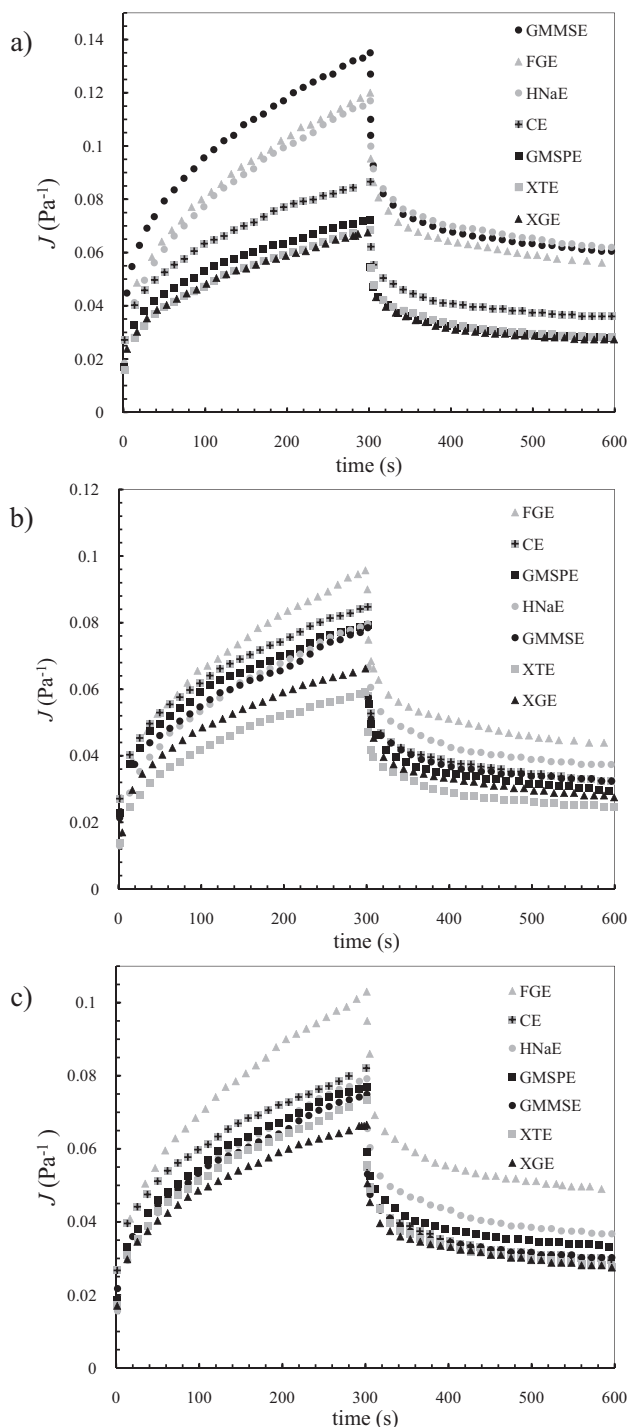 a)
0.14
0.12
0.1
0.08
0.06
0.04
0.02
0
J (Pa-1)
GMMSE
FGE
HNaE
CE
GMSPE
XTE
XGE
0 100 200 300 400 500 600
time (s)
b)
0.12
0.1
0.08
0.06
0.04
0.02
0
J (Pa-1)
FGE
CE
GMSPE
HNaE
GMMSE
XTE
XGE
0 100 200 300 400 500 600
time (s)
c)
0.1
0.08
0.06
0.04
0.02
0
J (Pa-1)
FGE
CE
HNaE
GMSPE
GMMSE
XTE
XGE
0 100 200 300 400 500 600
time (s)